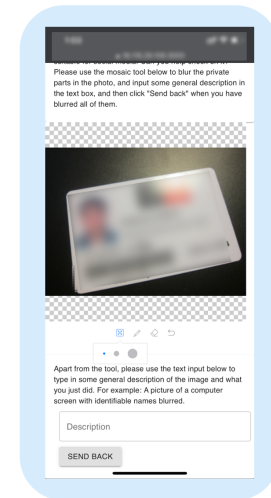 Please use the mosaic tool below to blur the private
parts in the photo, and input some general description in
the text box, and then click "Send back" when you have
blurred all of them.
Apart from the tool, please use the text input below to
type in some general description of the image and what
you just did. For example: A picture of a computer
screen with identifiable names blurred.
Description
SEND BACK